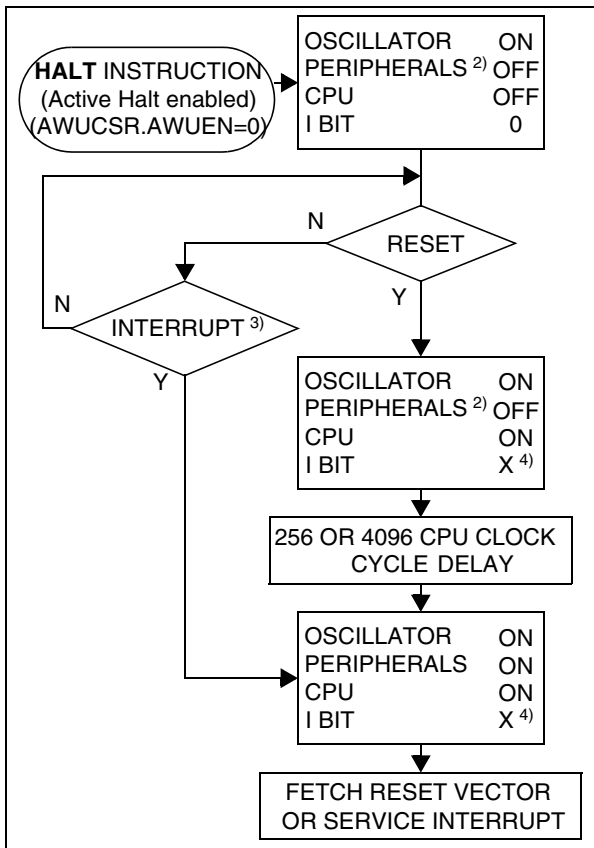 HALT INSTRUCTION
(Active Halt enabled)
(AWUCSR.AWUEN=0)
OSCILLATOR ON
PERIPHERALS 2) OFF
CPU OFF
I BIT 0
RESET
N
Y
INTERRUPT 3)
N
Y
OSCILLATOR ON
PERIPHERALS 2) OFF
CPU ON
I BIT X 4)
256 OR 4096 CPU CLOCK
CYCLE DELAY
OSCILLATOR ON
PERIPHERALS ON
CPU ON
I BIT X 4)
FETCH RESET VECTOR
OR SERVICE INTERRUPT